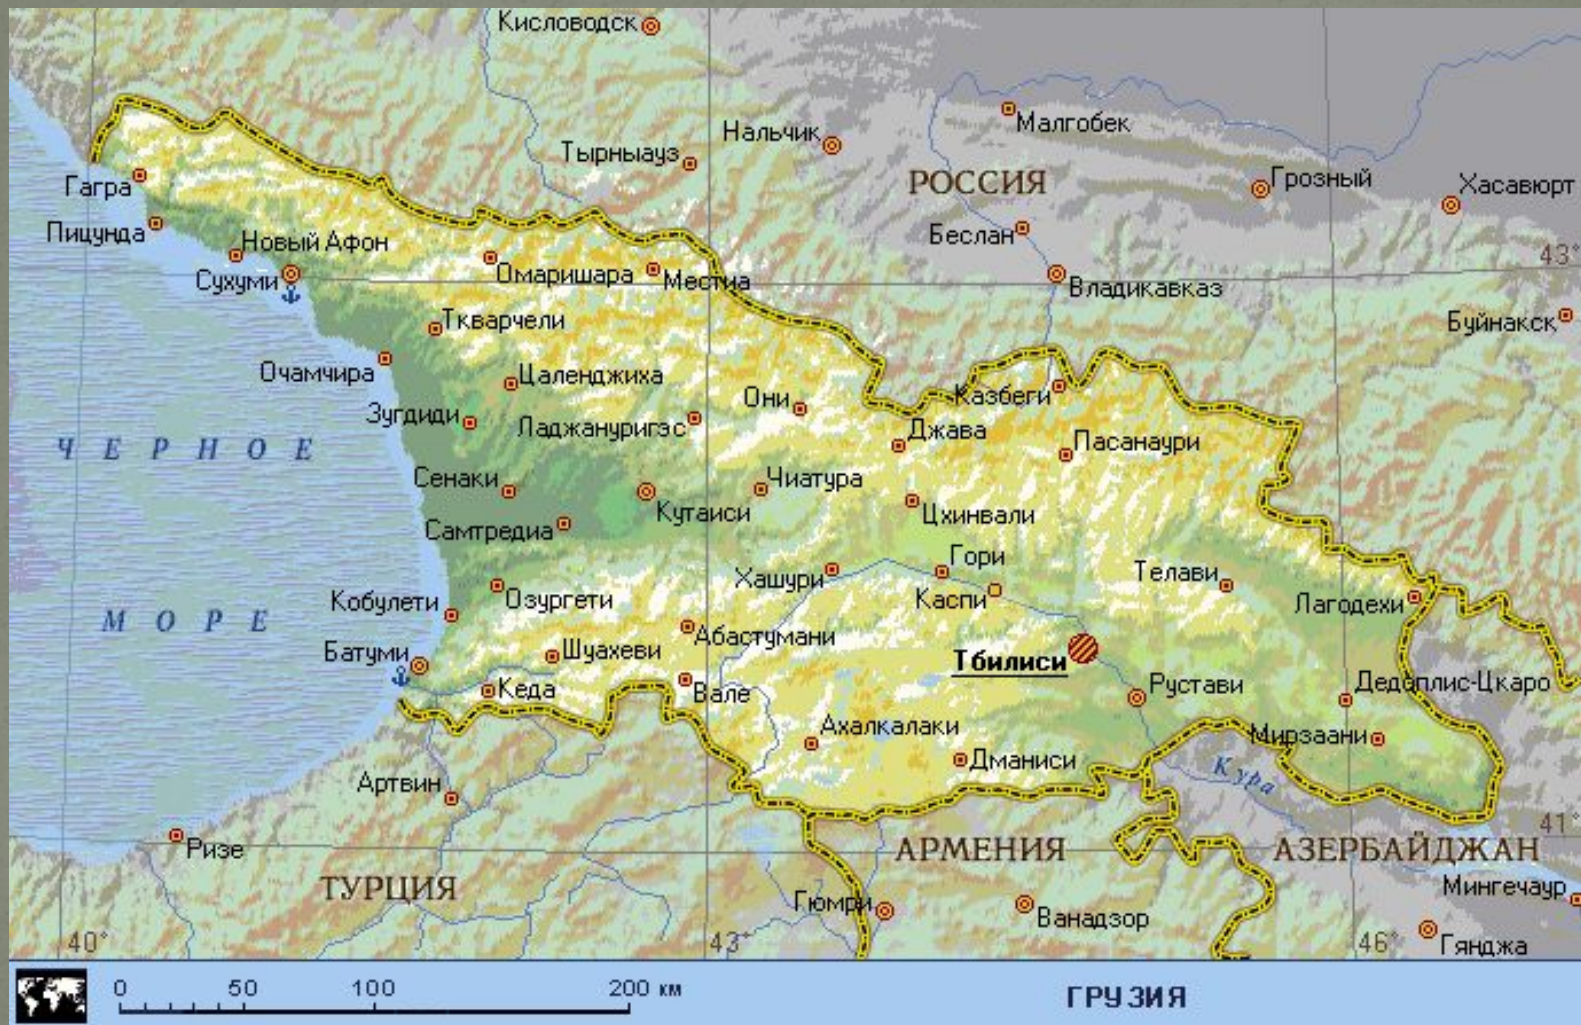 Кисловодск
Малгобек
Нальчик
Тырныауз
РОССИЯ
Грозный
Хасавюрт
Гагра
Пицунда
Новый Афон
Беслан
43°
Сухуми
Омаришара
Местиа
Владикавказ
Буйнакск
Ткварчели
Очамчира
Цаленджиха
Казбеги
Они
Зугдиди
Ладжануригэс
Джава
Пасанаури
ЧЕРНОЕ
Сенаки
Чиатура
Кутаиси
Цхинвали
Самтредиа
Гори
Хашури
Телави
Каспи
Лагодехи
Кобулети
Озургети
МОРЕ
Абастумани
Батуми
Шуахеви
Тбилиси
Кеда
Вале
Рустави
Дедоплис-Цкаро
Ахалкалаки
Мирзаани
Дманиси
Кура
Артвин
41°
Ризе
АРМЕНИЯ
АЗЕРБАЙДЖАН
ТУРЦИЯ
Мингечаур
Гюмри
Ванадзор
40°
43°
46°
Гянджа
0 50 100 200 км
ГРУЗИЯ